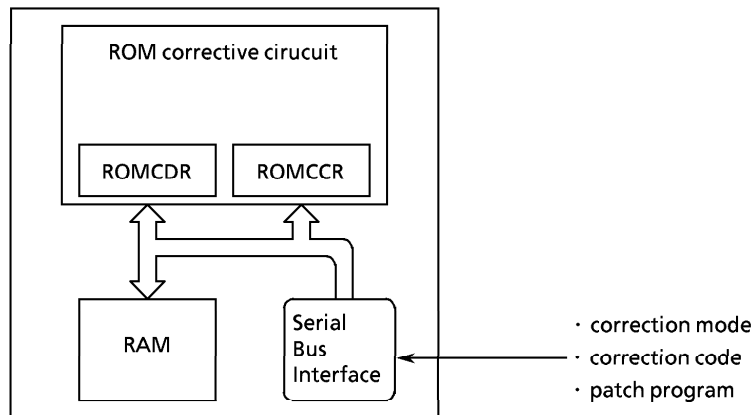 ROM corrective cirucuit
ROMCDR
ROMCCR
RAM
Serial
Bus
Interface
· correction mode
· correction code
· patch program